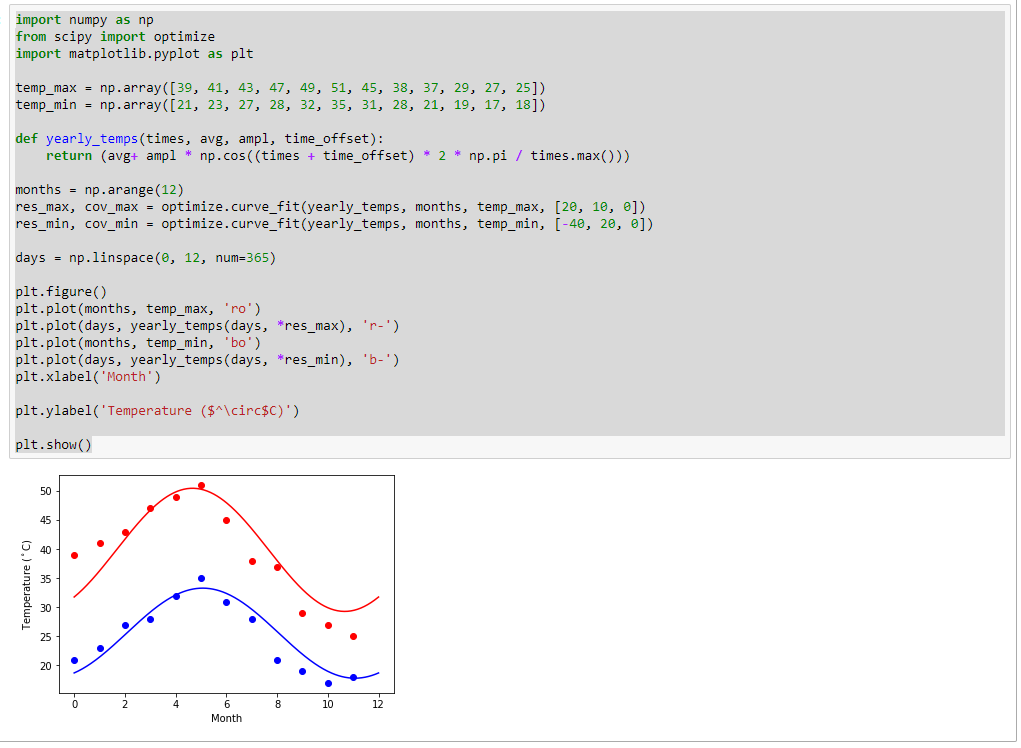 import numpy as np
from scipy import optimize
import matplotlib.pyplot as plt
temp_max = np.array([39, 41, 43, 47, 49, 51, 45, 38, 37, 29, 27, 25])
temp_min = np.array([21, 23, 27, 28, 32, 35, 31, 28, 21, 19, 17, 18])
def yearly_temps(times, avg, ampl, time_offset):
    return (avg+ ampl * np.cos((times + time_offset) * 2 * np.pi / times.max()))
months = np.arange(12)
res_max, cov_max = optimize.curve_fit(yearly_temps, months, temp_max, [20, 10, 0])
res_min, cov_min = optimize.curve_fit(yearly_temps, months, temp_min, [-40, 20, 0])
days = np.linspace(0, 12, num=365)
plt.figure()
plt.plot(months, temp_max, 'ro')
plt.plot(days, yearly_temps(days, *res_max), 'r-')
plt.plot(months, temp_min, 'bo')
plt.plot(days, yearly_temps(days, *res_min), 'b-')
plt.xlabel('Month')
plt.ylabel('Temperature ($^\circ$C)')
plt.show()
50
45
40
35
30
25
20
Temperature (°C)
0 2 4 6 8 10 12
Month